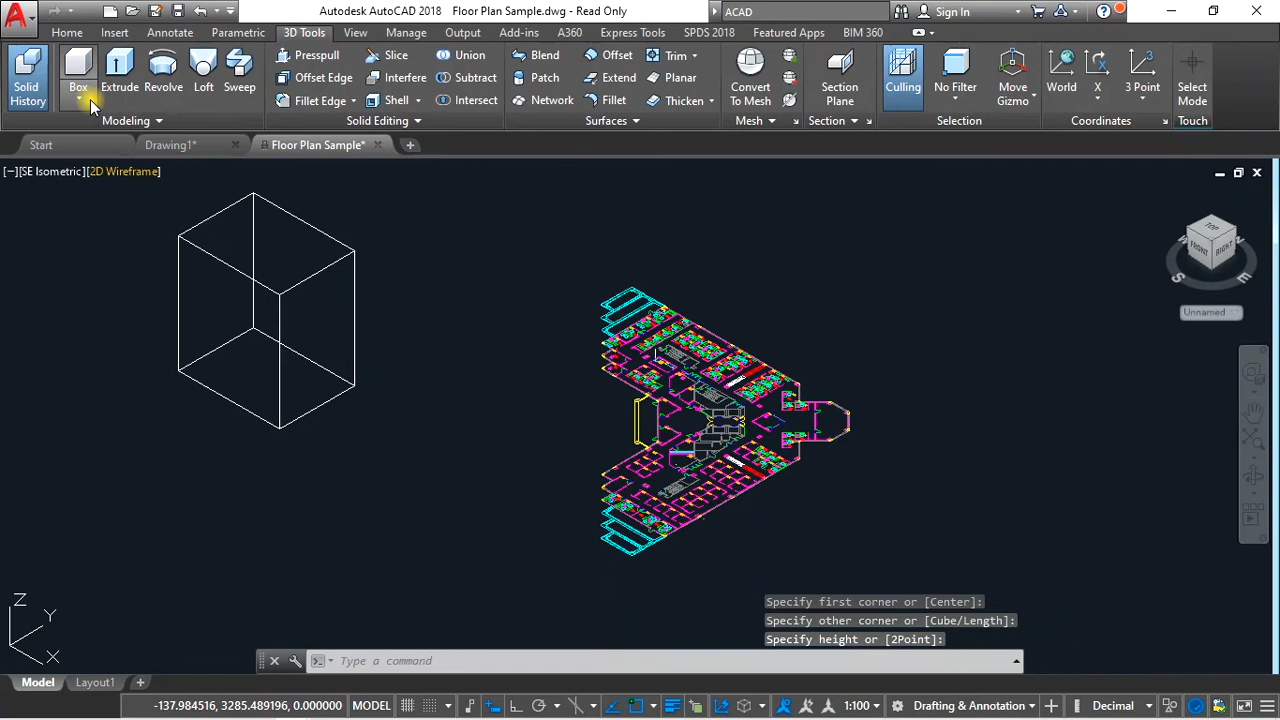 Autodesk AutoCAD 2018 Floor Plan Sample.dwg - Read Only
ACAD
Sign In
Home Insert Annotate Parametric 3D Tools View Manage Output Add-ins A360 Express Tools SPDS 2018 Featured Apps BIM 360
Solid History
Box
Extrude
Revolve
Loft
Sweep
Modeling
Presspull
Offset Edge
Fillet Edge
Slice
Interfere
Shell
Union
Subtract
Intersect
Solid Editing
Blend
Patch
Network
Offset
Extend
Fillet
Trim
Planar
Thicken
Surfaces
Convert To Mesh
Mesh
Section Plane
Section
Culling
No Filter
Move Gizmo
Selection
World
X
3 Point
Coordinates
Select Mode
Touch
Start
Drawing1*
Floor Plan Sample*
[−][SE Isometric][2D Wireframe]
TOP
FRONT
RIGHT
W
N
S
E
Unnamed
Z
Y
X
Specify first corner or [Center]:
Specify other corner or [Cube/Length]:
Specify height or [2Point]:
Type a command
Model
Layout1
-137.984516, 3285.489196, 0.000000
MODEL
1:100
Drafting & Annotation
Decimal